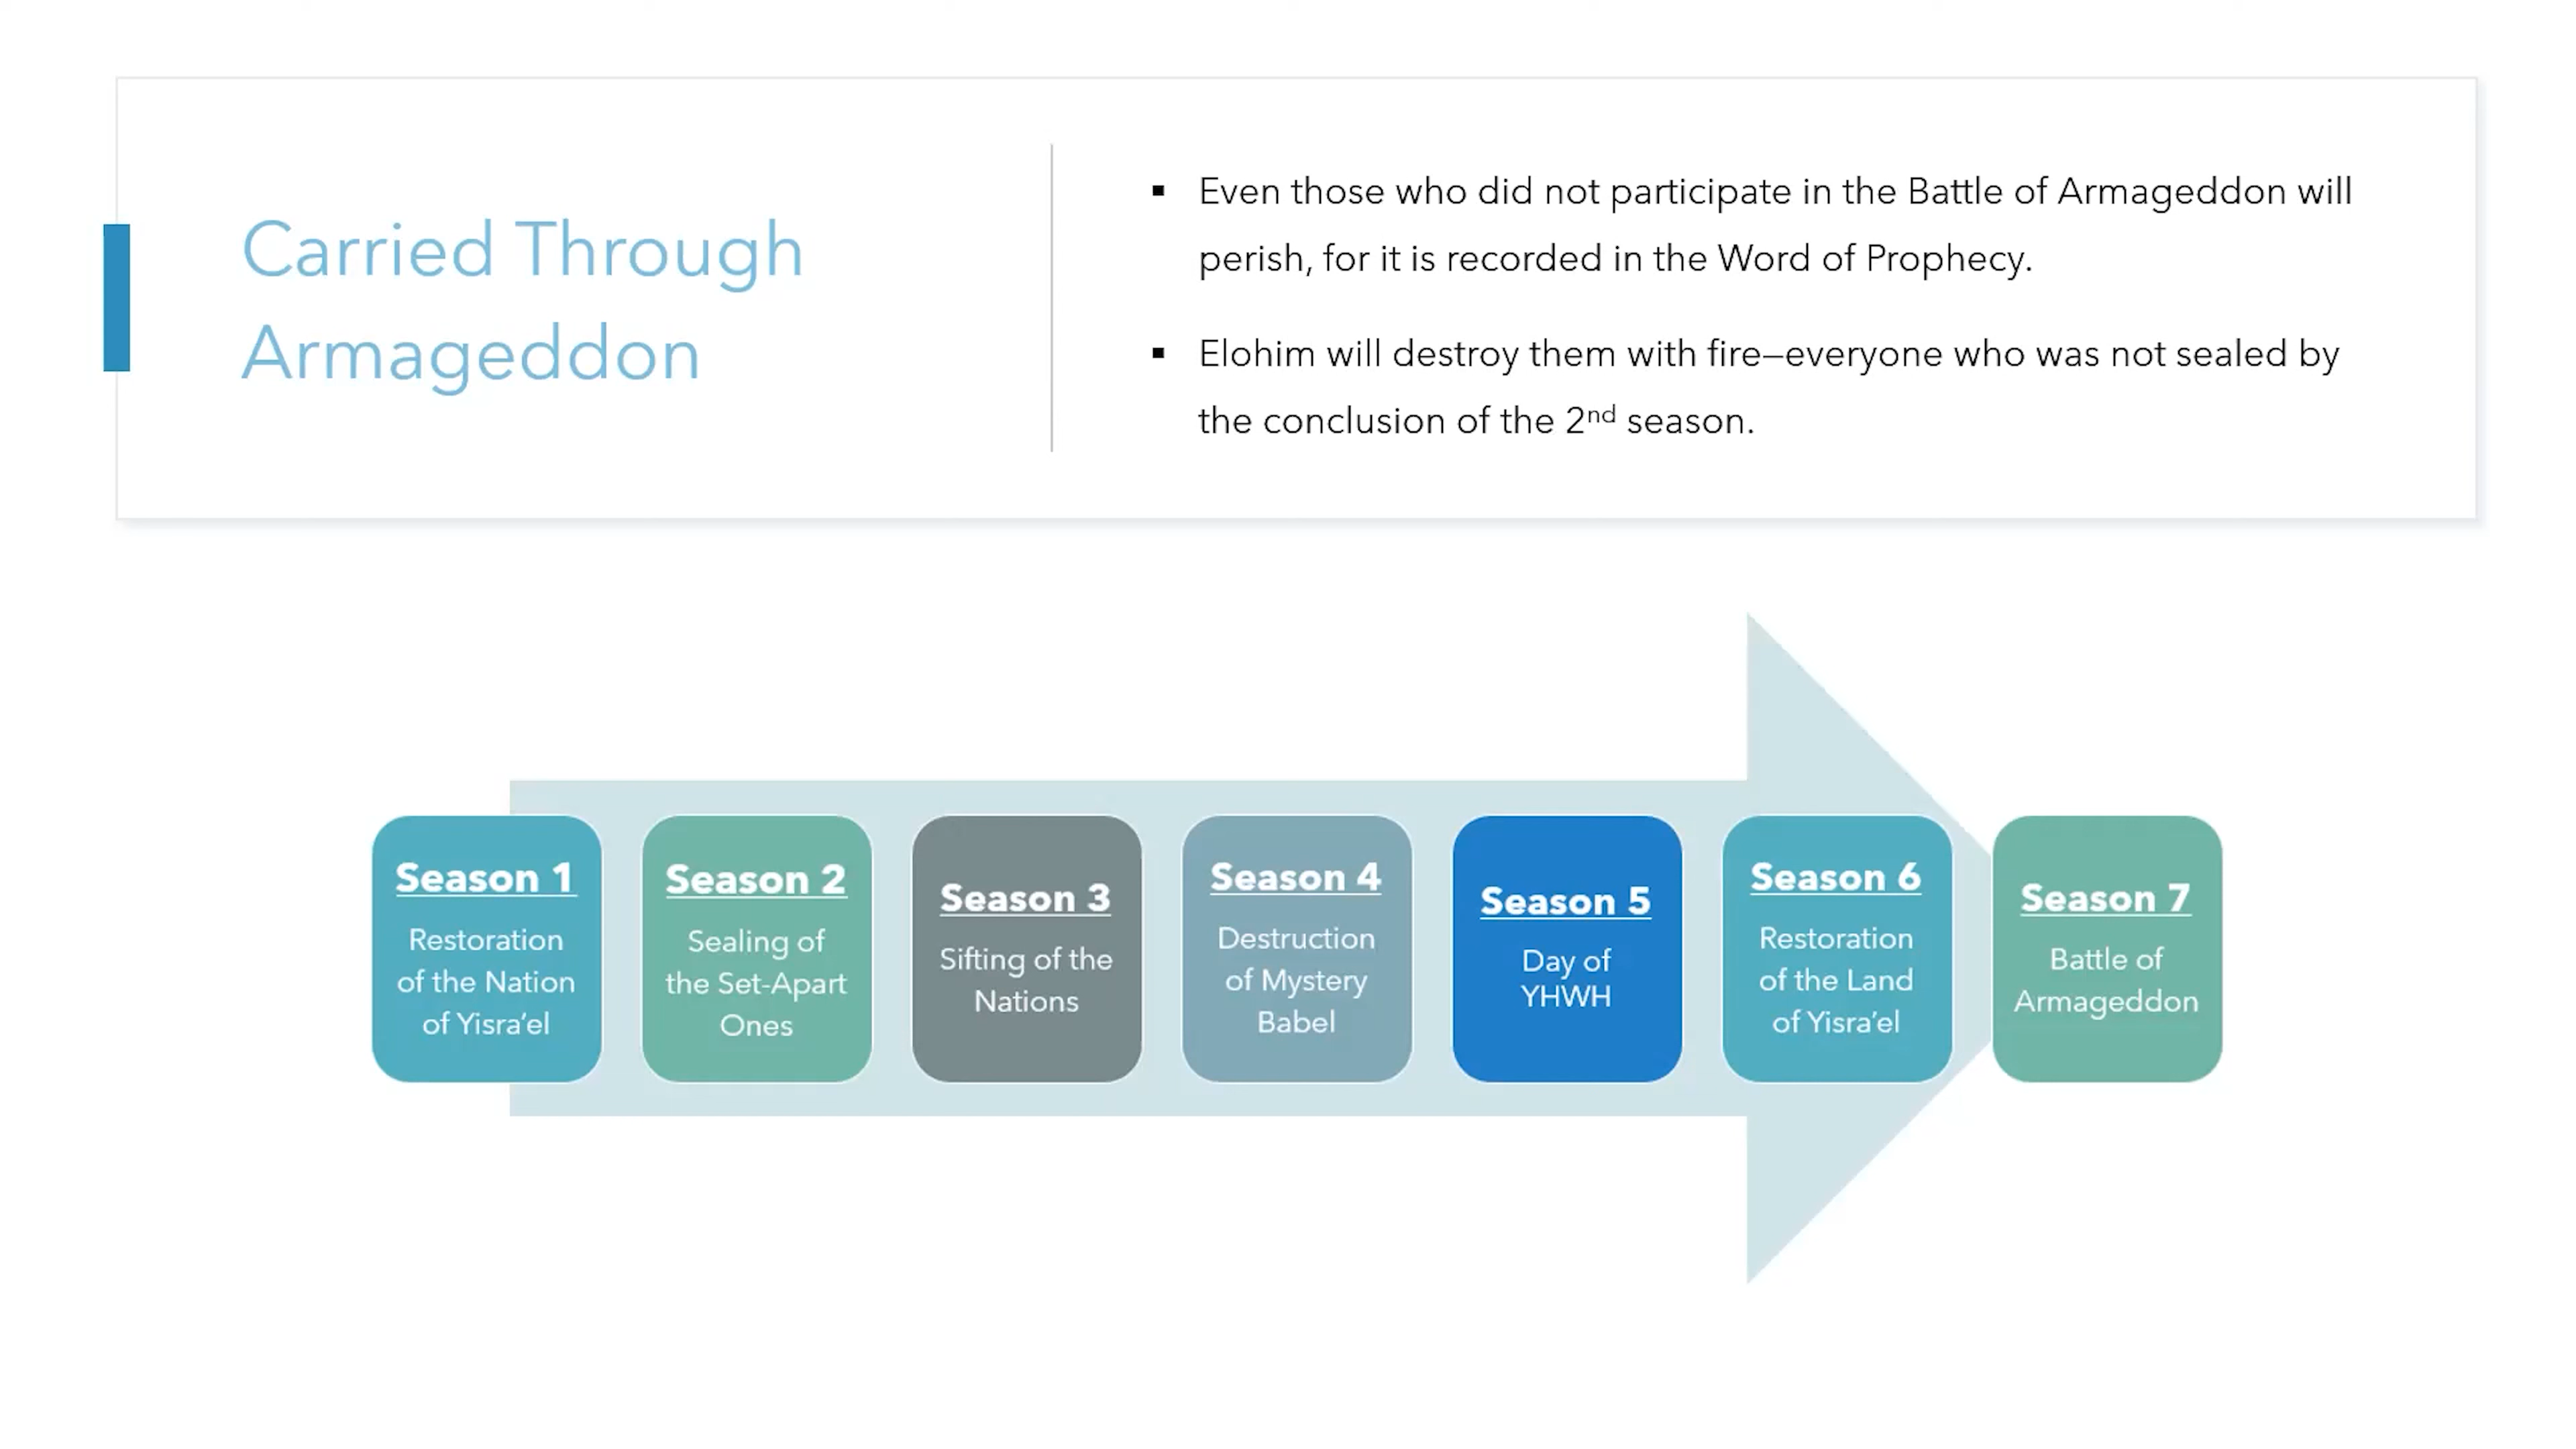 Carried Through
Armageddon
▪ Even those who did not participate in the Battle of Armageddon will
perish, for it is recorded in the Word of Prophecy.
▪ Elohim will destroy them with fire–everyone who was not sealed by
the conclusion of the 2nd season.
Season 1
Restoration
of the Nation
of Yisra’el
Season 2
Sealing of
the Set-Apart
Ones
Season 3
Sifting of the
Nations
Season 4
Destruction
of Mystery
Babel
Season 5
Day of
YHWH
Season 6
Restoration
of the Land
of Yisra’el
Season 7
Battle of
Armageddon